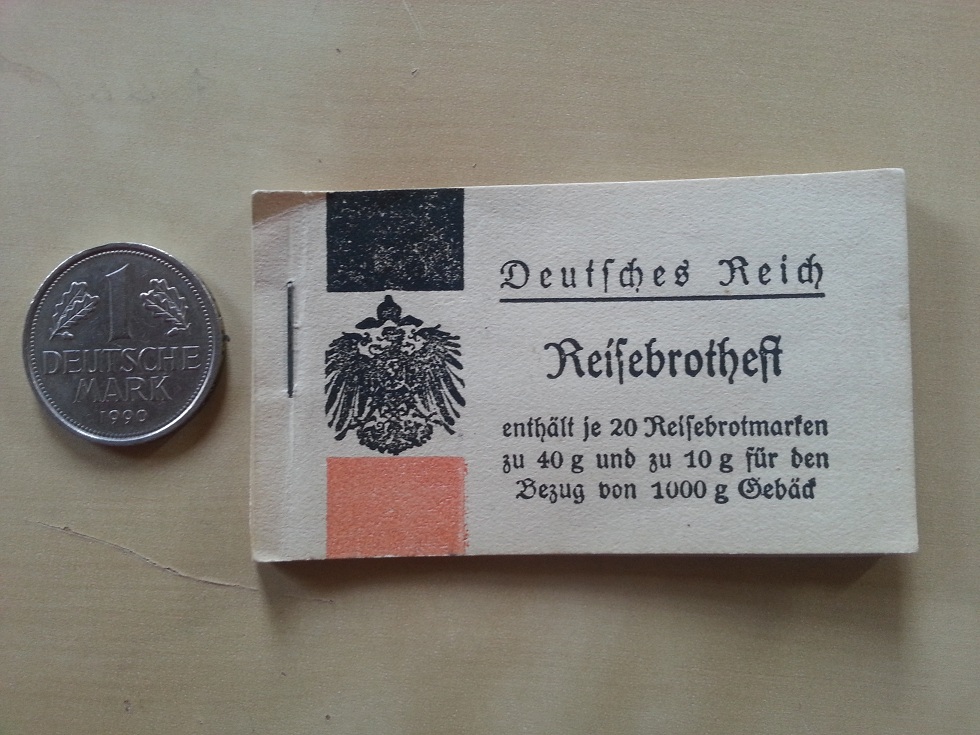 1
DEUTSCHE
MARK
1990
Deutſches Reich
Reiſebrotheft
enthält je 20 Reiſebrotmarken
zu 40 g und zu 10 g für den
Bezug von 1000 g Gebäck